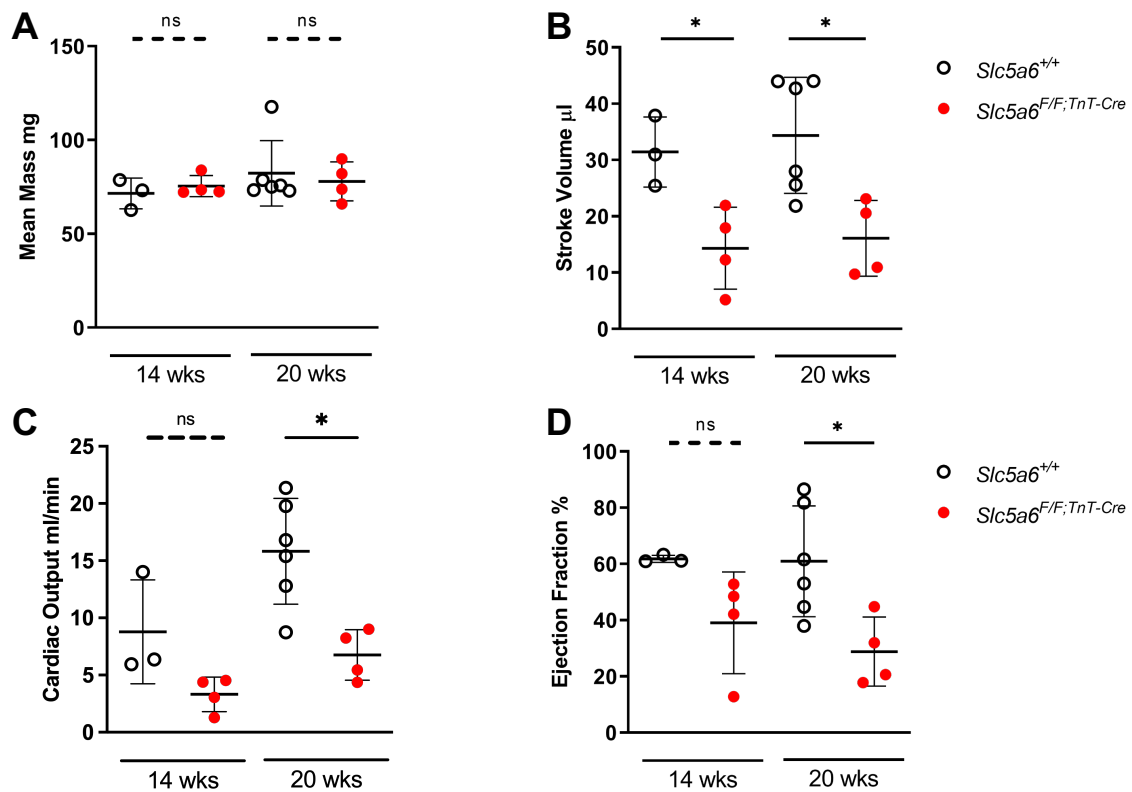 A
ns
ns
Mean Mass mg
150
100
50
0
14 wks
20 wks
B
*
*
Stroke Volume μl
50
40
30
20
10
0
14 wks
20 wks
Slc5a6+/+
Slc5a6F/F;TnT-Cre
C
ns
*
Cardiac Output ml/min
25
20
15
10
5
0
14 wks
20 wks
D
ns
*
Ejection Fraction %
100
80
60
40
20
0
14 wks
20 wks
Slc5a6+/+
Slc5a6F/F;TnT-Cre